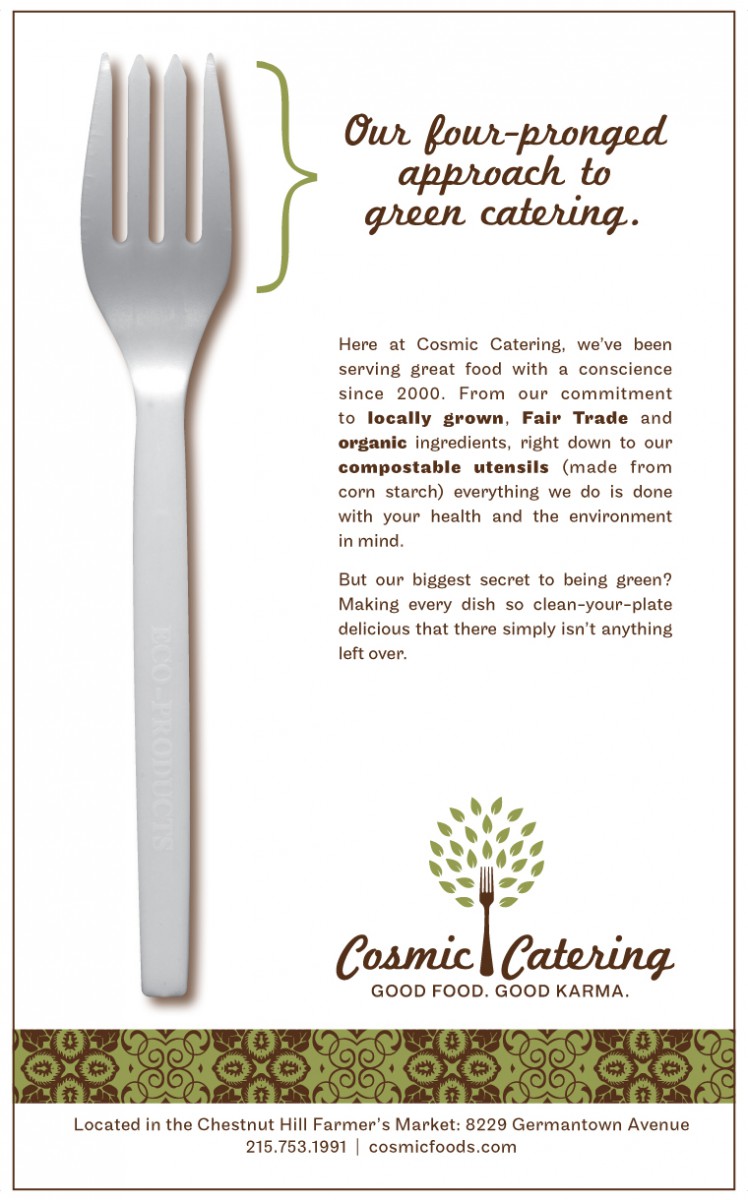 Our four-pronged
approach to
green catering.
Here at Cosmic Catering, we've been
serving great food with a conscience
since 2000. From our commitment
to locally grown, Fair Trade and
organic ingredients, right down to our
compostable utensils (made from
corn starch) everything we do is done
with your health and the environment
in mind.
But our biggest secret to being green?
Making every dish so clean-your-plate
delicious that there simply isn't anything
left over.
ECO-PRODUCTS
Cosmic Catering
GOOD FOOD. GOOD KARMA.
Located in the Chestnut Hill Farmer's Market: 8229 Germantown Avenue
215.753.1991 | cosmicfoods.com